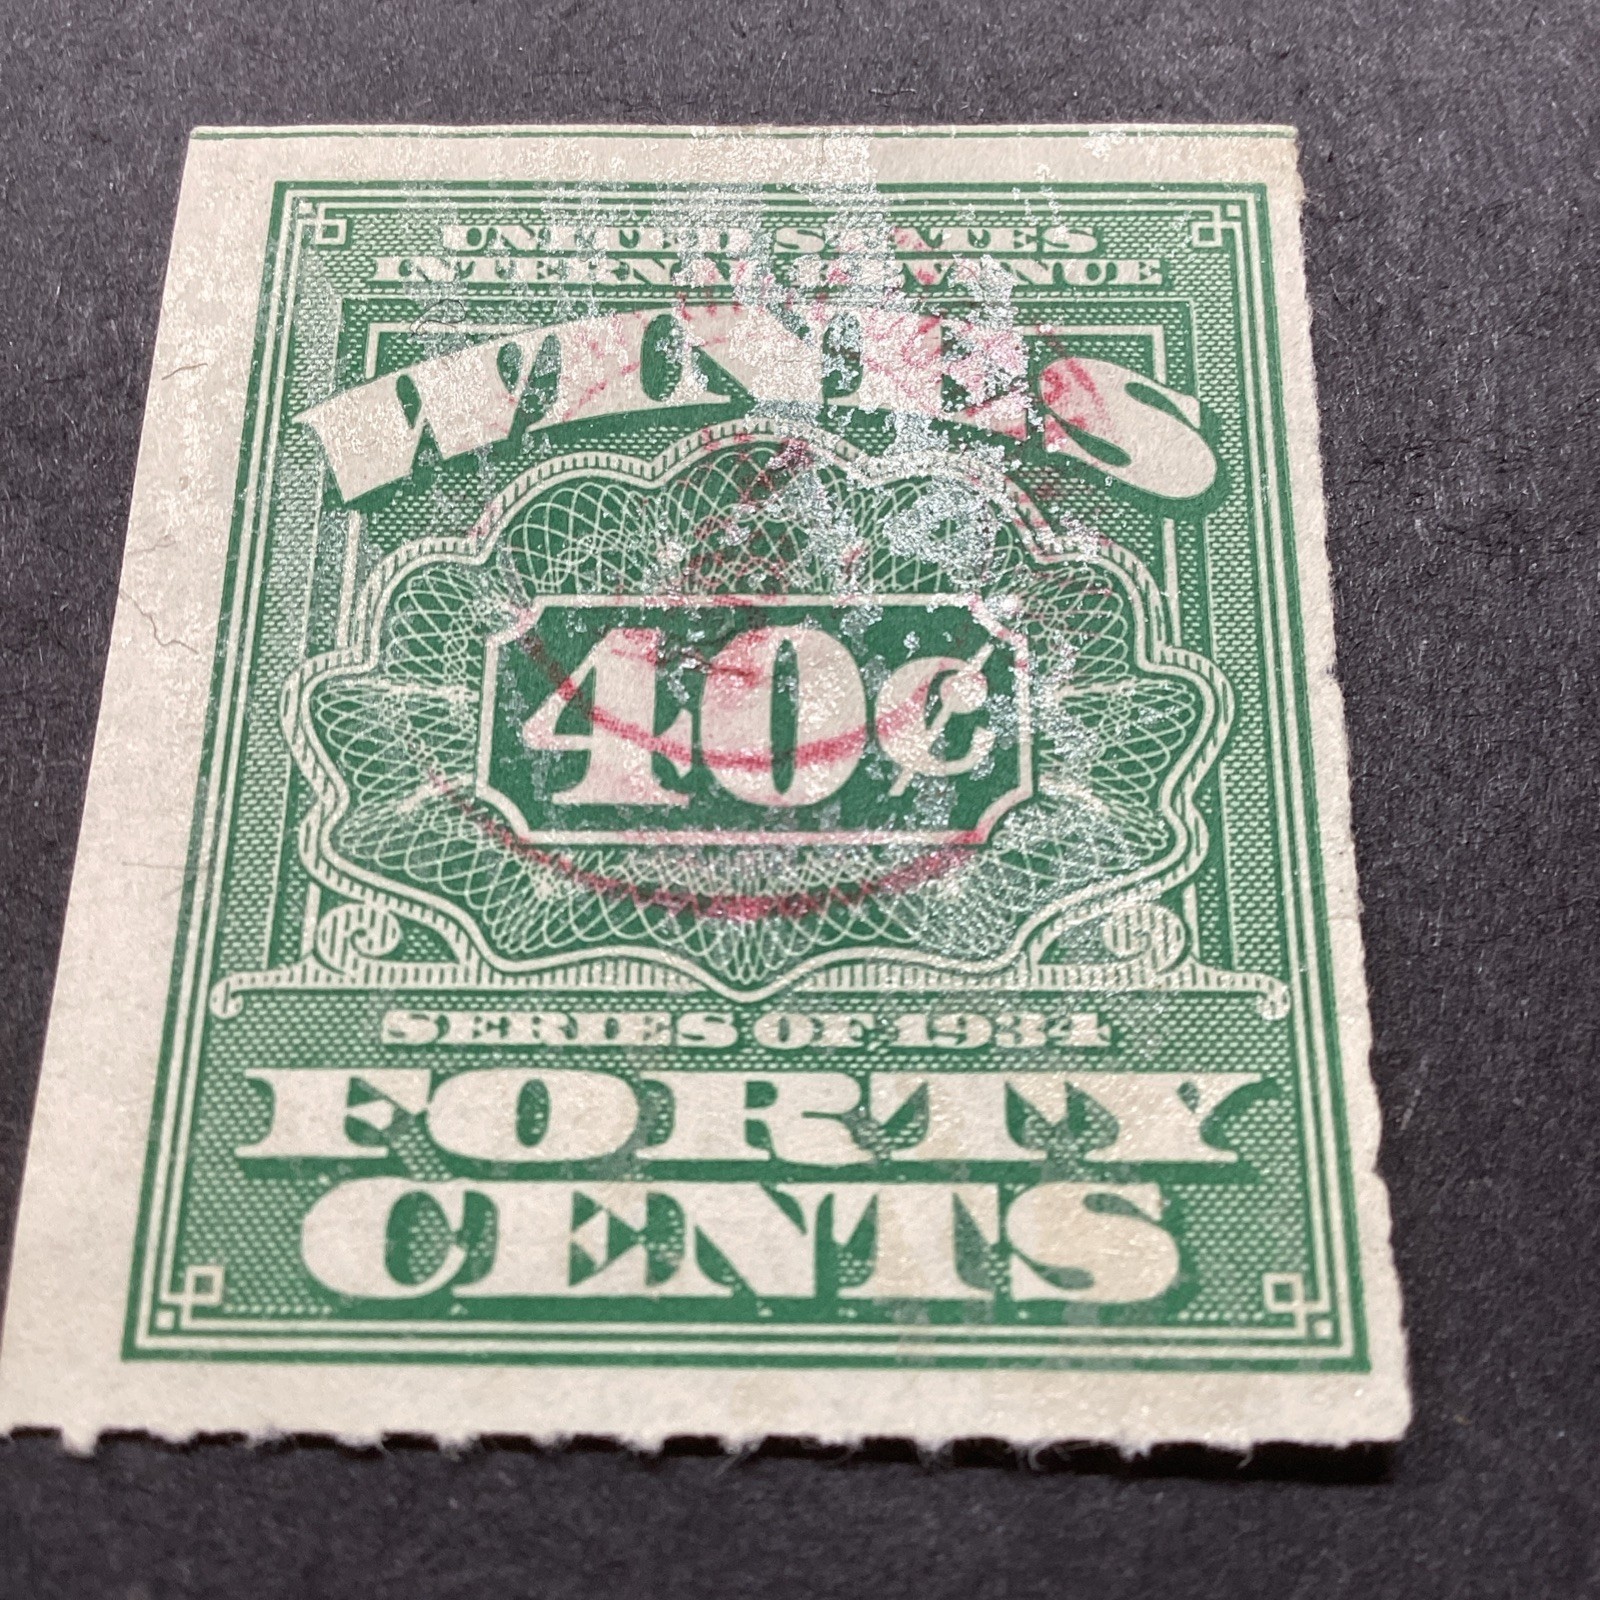 UNITED STATES
INTERNAL REVENUE
WINES
40¢
SERIES OF 1934
FORTY
CENTS